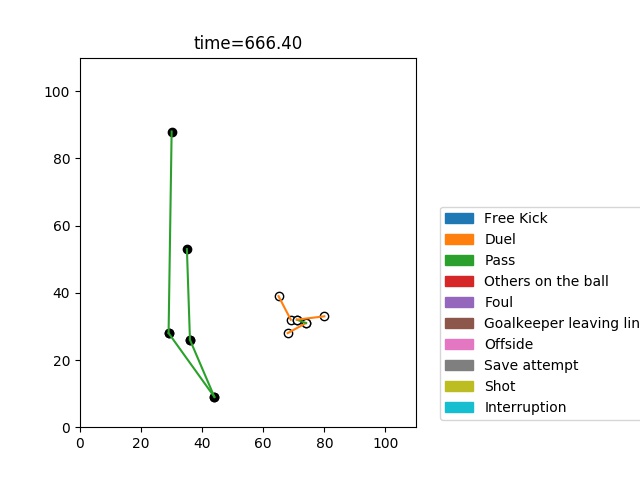 time=666.40
100
80
60
40
20
0
0 20 40 60 80 100
Free Kick
Duel
Pass
Others on the ball
Foul
Goalkeeper leaving lin
Offside
Save attempt
Shot
Interruption